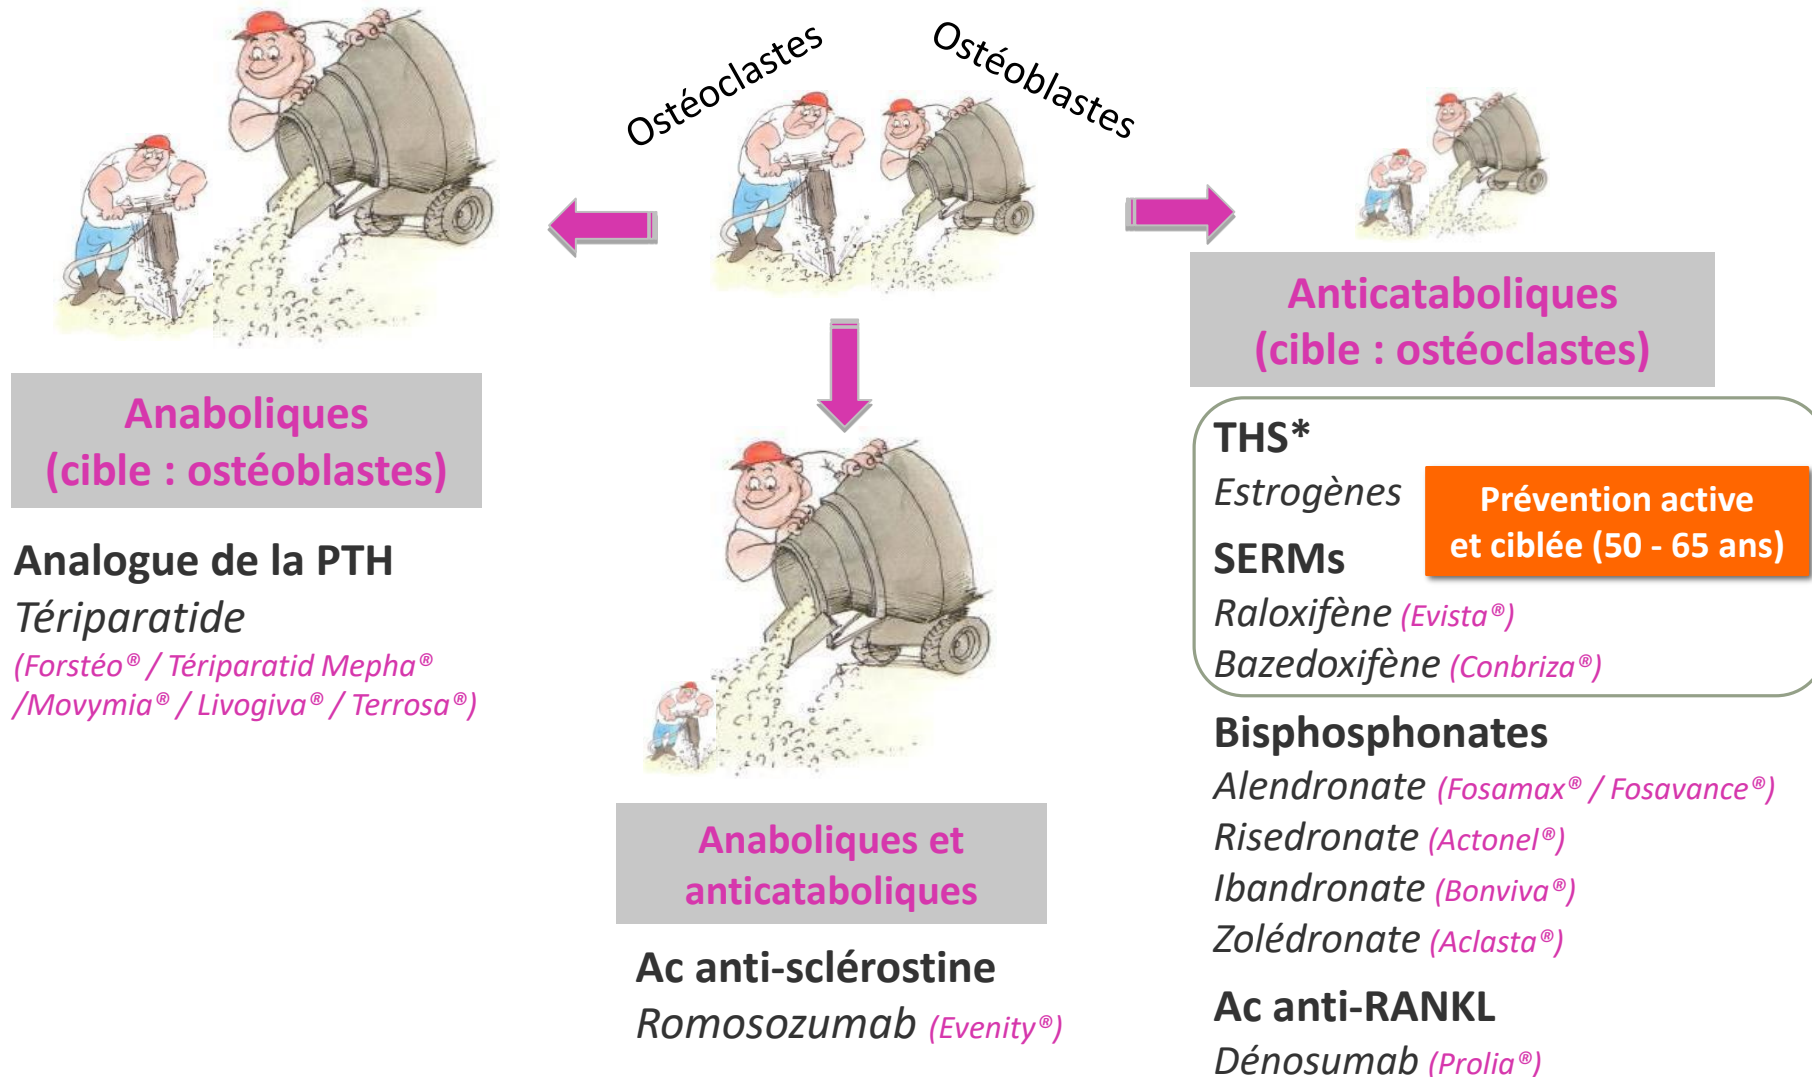 Ostéoclastes
Ostéoblastes
Anaboliques
(cible : ostéoblastes)
Analogue de la PTH
Tériparatide
(Forstéo® / Tériparatid Mepha®
/Movymia® / Livogiva® / Terrosa®)
Anaboliques et
anticataboliques
Ac anti-sclérostine
Romosozumab (Evenity®)
Anticataboliques
(cible : ostéoclastes)
THS*
Estrogènes
Prévention active
et ciblée (50 - 65 ans)
SERMs
Raloxifène (Evista®)
Bazedoxifène (Conbriza®)
Bisphosphonates
Alendronate (Fosamax® / Fosavance®)
Risedronate (Actonel®)
Ibandronate (Bonviva®)
Zolédronate (Aclasta®)
Ac anti-RANKL
Dénosumab (Prolia®)